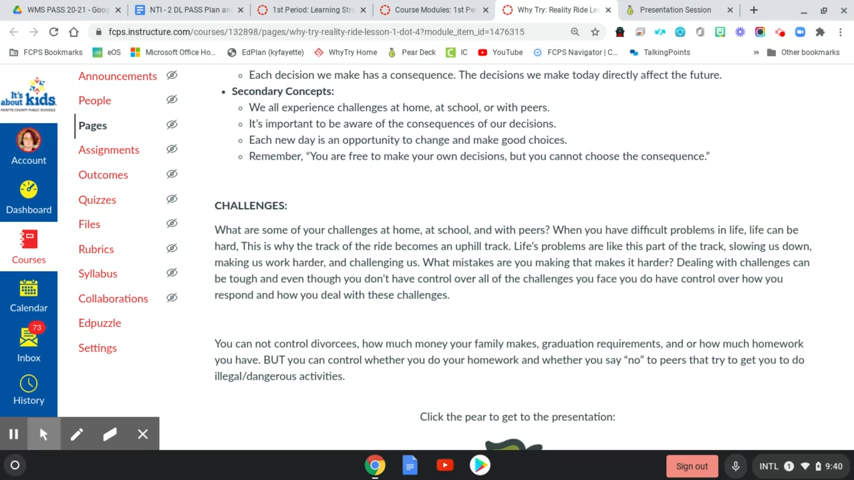 WMS PASS 20-21 - Goo
NTI - 2 DL PASS Plan and
1st Period: Learning Str
Course Modules: 1st Pe
Why Try: Reality Ride Le
Presentation Session
fcps.instructure.com/courses/132898/pages/why-try-reality-ride-lesson-1-dot-4?module_item_id=1476315
FCPS Bookmarks
eOS
Microsoft Office Ho...
EdPlan (kyfayette)
WhyTry Home
Pear Deck
IC
YouTube
FCPS Navigator | C...
TalkingPoints
»
Other bookmarks
It's about kids.
Account
Dashboard
Courses
Calendar
73
Inbox
History
Announcements
People
Pages
Assignments
Outcomes
Quizzes
Files
Rubrics
Syllabus
Collaborations
Edpuzzle
Settings
Each decision we make has a consequence. The decisions we make today directly affect the future.
Secondary Concepts:
We all experience challenges at home, at school, or with peers.
It's important to be aware of the consequences of our decisions.
Each new day is an opportunity to change and make good choices.
Remember, "You are free to make your own decisions, but you cannot choose the consequence."
CHALLENGES:
What are some of your challenges at home, at school, and with peers? When you have difficult problems in life, life can be
hard, This is why the track of the ride becomes an uphill track. Life's problems are like this part of the track, slowing us down,
making us work harder, and challenging us. What mistakes are you making that makes it harder? Dealing with challenges can
be tough and even though you don't have control over all of the challenges you face you do have control over how you
respond and how you deal with these challenges.
You can not control divorcees, how much money your family makes, graduation requirements, and or how much homework
you have. BUT you can control whether you do your homework and whether you say "no" to peers that try to get you to do
illegal/dangerous activities.
Click the pear to get to the presentation:
Sign out
INTL
1
9:40